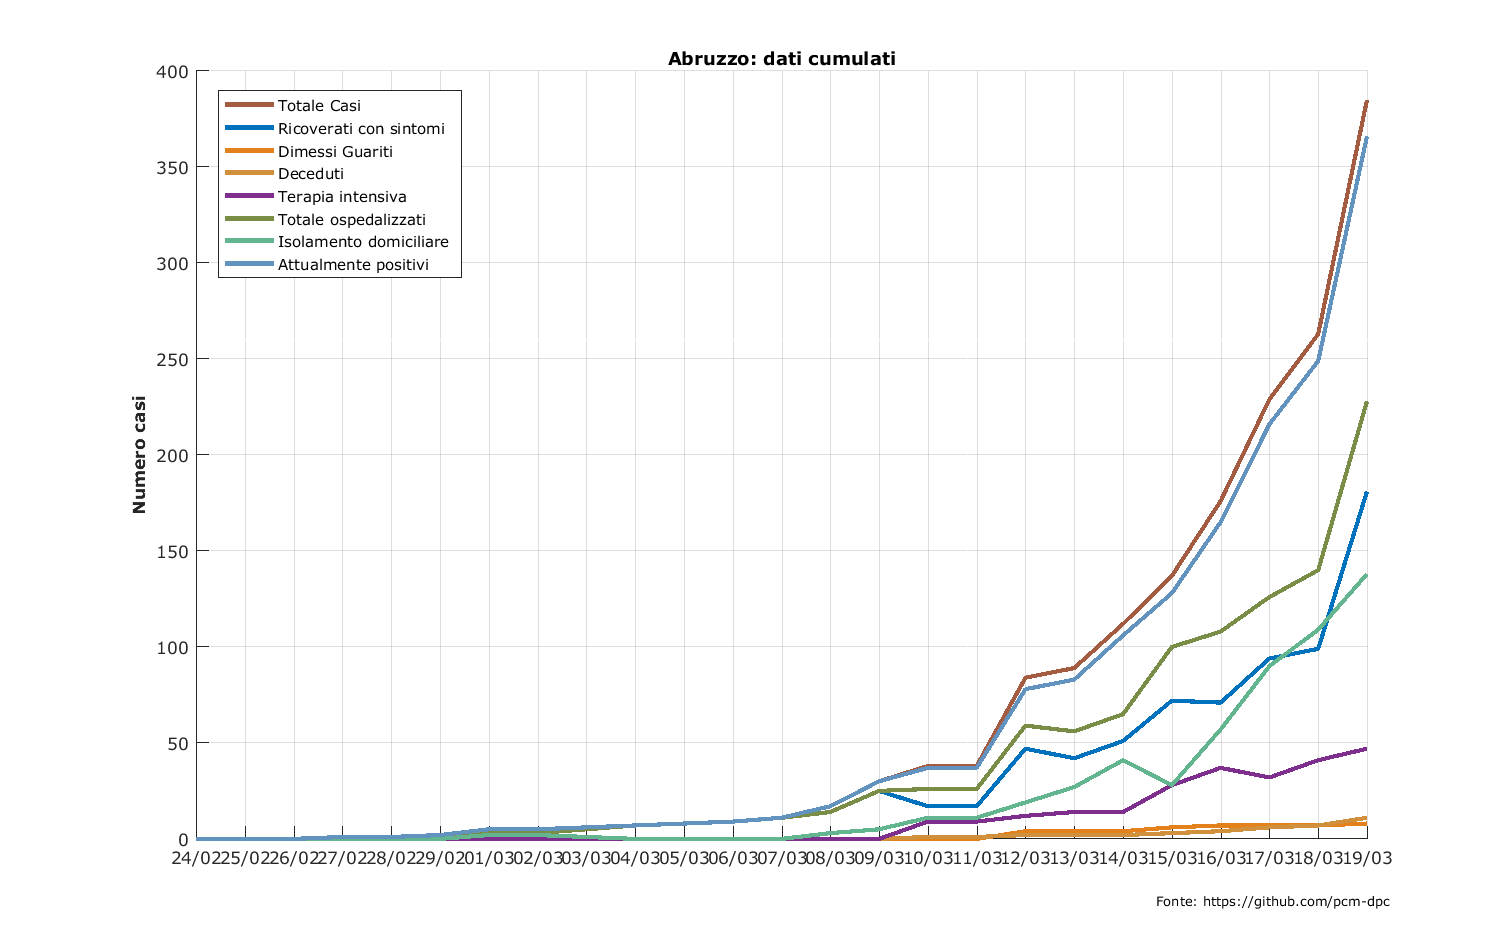 Abruzzo: dati cumulati
400
350
300
250
200
150
100
50
0
Numero casi
Totale Casi
Ricoverati con sintomi
Dimessi Guariti
Deceduti
Terapia intensiva
Totale ospedalizzati
Isolamento domiciliare
Attualmente positivi
24/02 25/02 26/02 27/02 28/02 29/02 01/03 02/03 03/03 04/03 05/03 06/03 07/03 08/03 09/03 10/03 11/03 12/03 13/03 14/03 15/03 16/03 17/03 18/03 19/03
Fonte: https://github.com/pcm-dpc